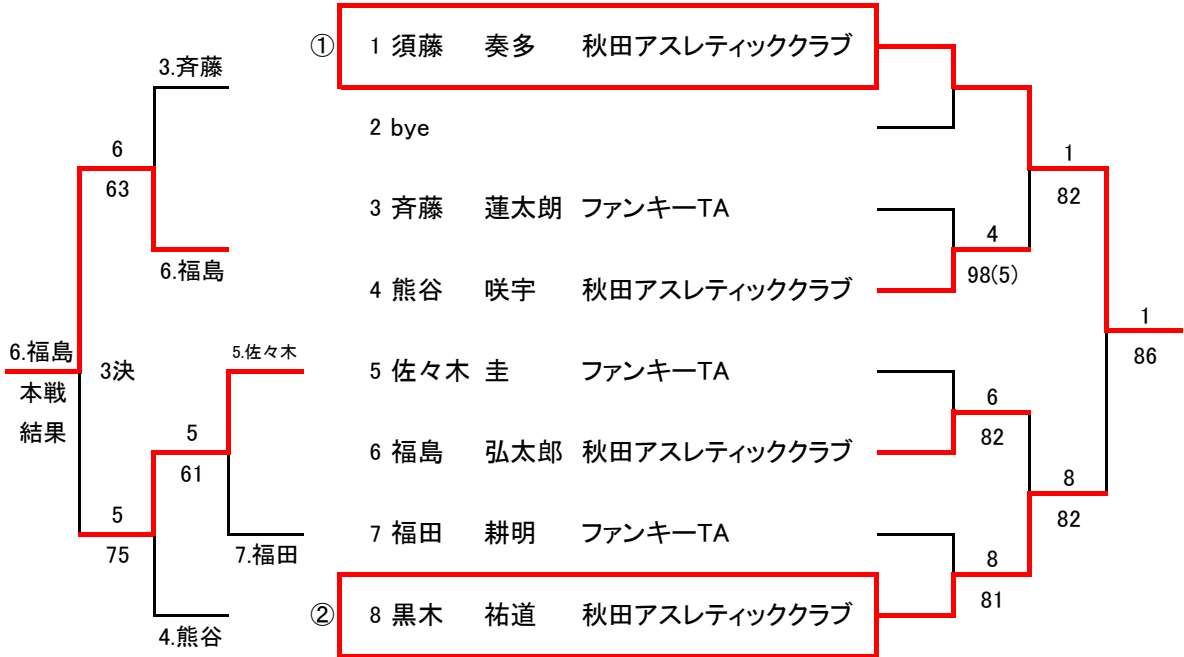 ① 1 須藤 奏多 秋田アスレティッククラブ
3.斉藤
2 bye
6
1
63
82
3 斉藤 蓮太朗 ファンキーTA
4
6.福島
98(5)
4 熊谷 咲宇 秋田アスレティッククラブ
1
6.福島
5.佐々木
86
3決
5 佐々木 圭 ファンキーTA
本戦
6
結果
5
82
6 福島 弘太郎 秋田アスレティッククラブ
61
8
5
82
7 福田 耕明 ファンキーTA
75
7.福田
8
81
② 8 黒木 祐道 秋田アスレティッククラブ
4.熊谷